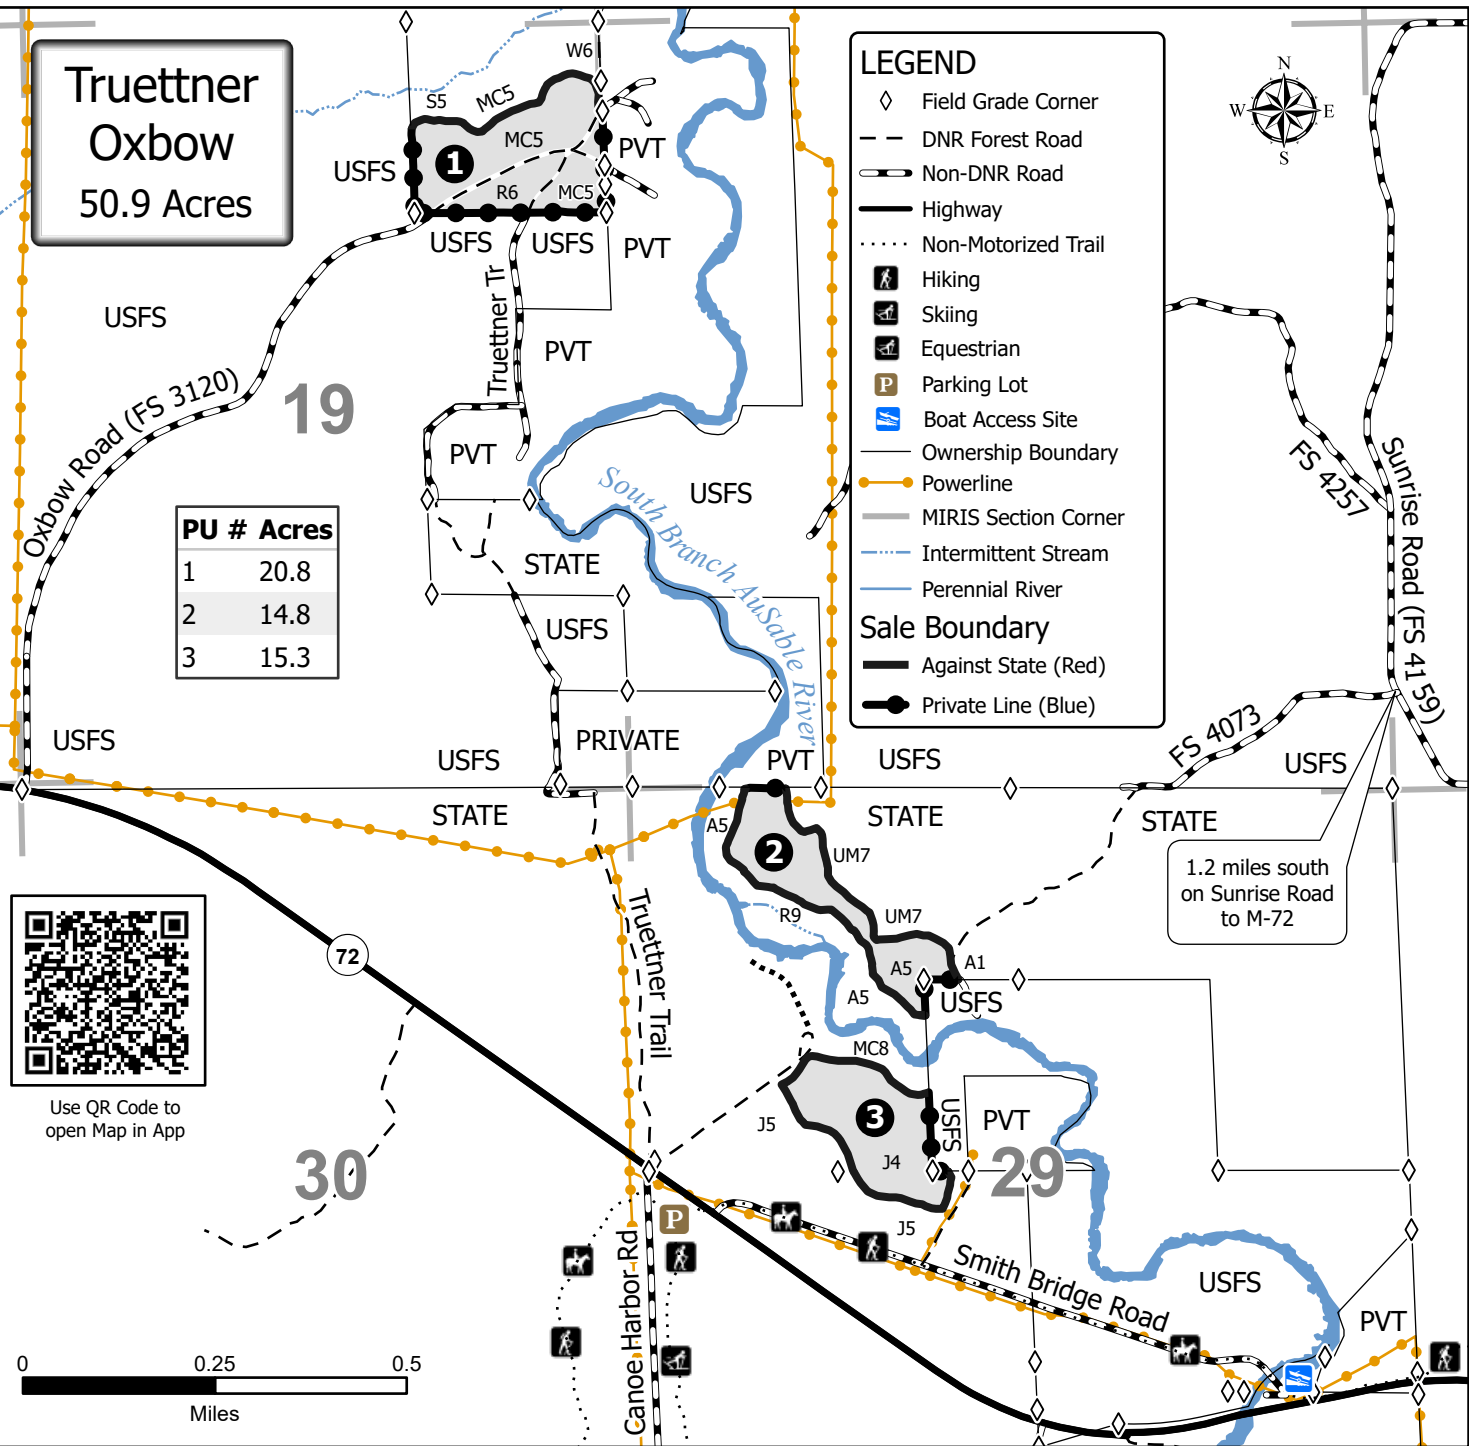 Truettner
Oxbow
50.9 Acres
LEGEND
Field Grade Corner
DNR Forest Road
Non-DNR Road
Highway
Non-Motorized Trail
Hiking
Skiing
Equestrian
P Parking Lot
Boat Access Site
Ownership Boundary
Powerline
MIRIS Section Corner
Intermittent Stream
Perennial River
Sale Boundary
Against State (Red)
Private Line (Blue)
N
W E
S
W6
S5
MC5
MC5
1
USFS
PVT
R6
MC5
USFS
USFS
PVT
USFS
Truettner Tr
PVT
Oxbow Road (FS 3120)
19
PVT
USFS
South Branch AuSable River
FS 4257
Sunrise Road (FS 4159)
PU # Acres
1 20.8
2 14.8
3 15.3
STATE
USFS
PRIVATE
USFS
USFS
PVT
USFS
FS 4073
USFS
STATE
A5
STATE
STATE
2
UM7
1.2 miles south
on Sunrise Road
to M-72
R9
UM7
Truettner Trail
72
A5
A1
A5
USFS
MC8
Use QR Code to
open Map in App
J5
3
USFS
PVT
J4
30
29
P
J5
Smith Bridge Road
Canoe Harbor Rd
USFS
PVT
0 0.25 0.5
Miles